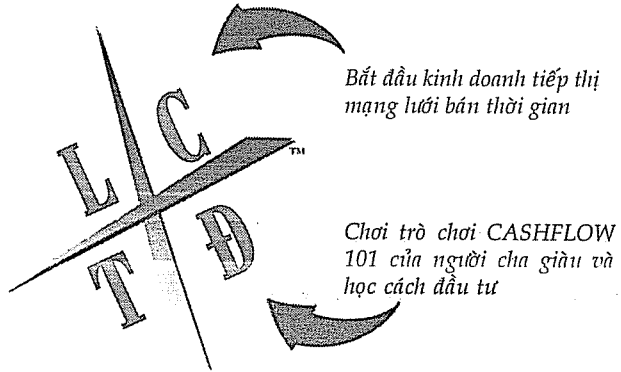 L C
TM
T Đ
Bắt đầu kinh doanh tiếp thị
mạng lưới bán thời gian
Chơi trò chơi CASHFLOW
101 của người cha giàu và
học cách đầu tư